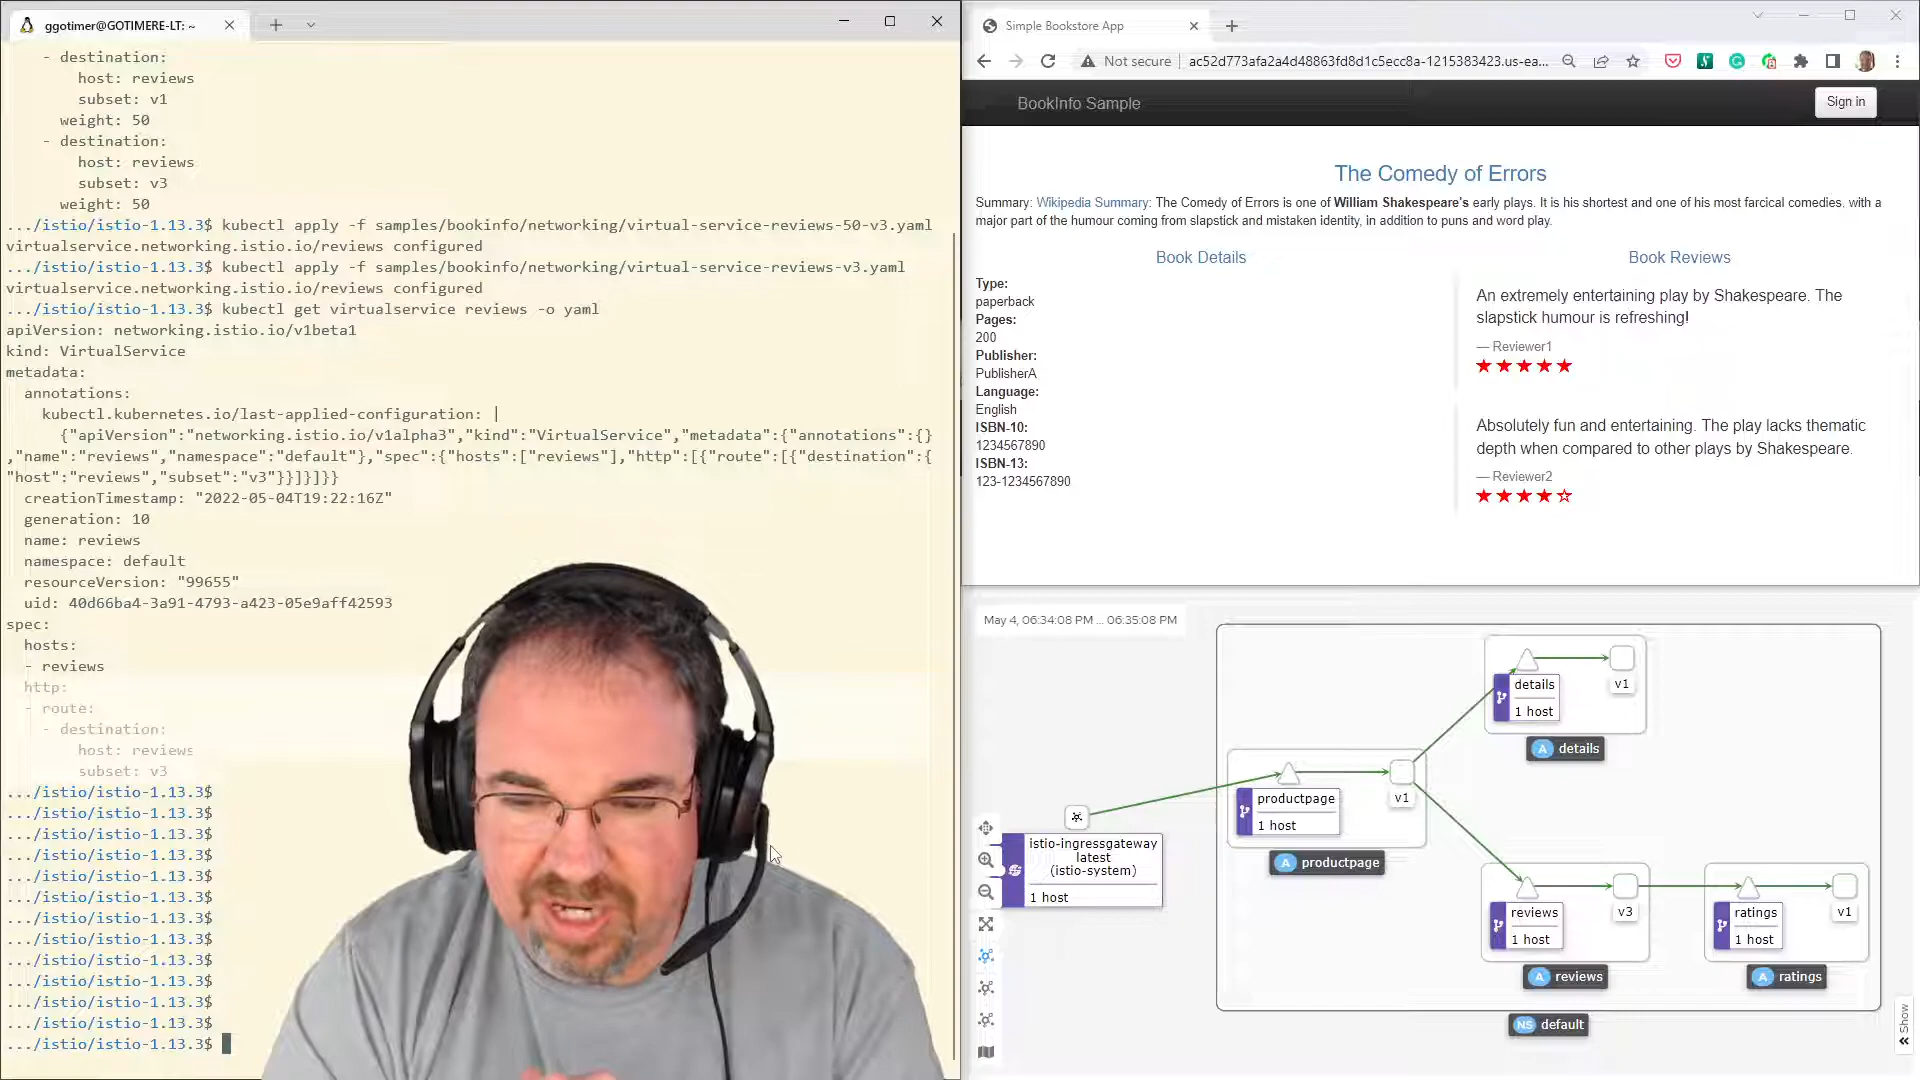 ggotimer@GOTIMERE-LT: ~
- destination:
host: reviews
subset: v1
weight: 50
- destination:
host: reviews
subset: v3
weight: 50
.../istio/istio-1.13.3$ kubectl apply -f samples/bookinfo/networking/virtual-service-reviews-50-v3.yaml
virtualservice.networking.istio.io/reviews configured
.../istio/istio-1.13.3$ kubectl apply -f samples/bookinfo/networking/virtual-service-reviews-v3.yaml
virtualservice.networking.istio.io/reviews configured
.../istio/istio-1.13.3$ kubectl get virtualservice reviews -o yaml
apiVersion: networking.istio.io/v1beta1
kind: VirtualService
metadata:
annotations:
kubectl.kubernetes.io/last-applied-configuration: |
{"apiVersion":"networking.istio.io/v1alpha3","kind":"VirtualService","metadata":{"annotations":{}
,"name":"reviews","namespace":"default"},"spec":{"hosts":["reviews"],"http":[{"route":[{"destination":{
"host":"reviews","subset":"v3"}}]}]}}
creationTimestamp: "2022-05-04T19:22:16Z"
generation: 10
name: reviews
namespace: default
resourceVersion: "99655"
uid: 40d66ba4-3a91-4793-a423-05e9aff42593
spec:
hosts:
- reviews
http:
- route:
- destination:
host: reviews
subset: v3
.../istio/istio-1.13.3$
.../istio/istio-1.13.3$
.../istio/istio-1.13.3$
.../istio/istio-1.13.3$
.../istio/istio-1.13.3$
.../istio/istio-1.13.3$
.../istio/istio-1.13.3$
.../istio/istio-1.13.3$
.../istio/istio-1.13.3$
.../istio/istio-1.13.3$
.../istio/istio-1.13.3$
.../istio/istio-1.13.3$
.../istio/istio-1.13.3$
Simple Bookstore App
Not secure | ac52d773afa2a4d48863fd8d1c5ecc8a-1215383423.us-ea...
BookInfo Sample
Sign in
The Comedy of Errors
Summary: Wikipedia Summary: The Comedy of Errors is one of William Shakespeare's early plays. It is his shortest and one of his most farcical comedies, with a
major part of the humour coming from slapstick and mistaken identity, in addition to puns and word play.
Book Details
Type:
paperback
Pages:
200
Publisher:
PublisherA
Language:
English
ISBN-10:
1234567890
ISBN-13:
123-1234567890
Book Reviews
An extremely entertaining play by Shakespeare. The
slapstick humour is refreshing!
— Reviewer1
Absolutely fun and entertaining. The play lacks thematic
depth when compared to other plays by Shakespeare.
— Reviewer2
May 4, 06:34:08 PM ... 06:35:08 PM
details
1 host
v1
A details
productpage
1 host
v1
A productpage
istio-ingressgateway
latest
(istio-system)
1 host
reviews
1 host
v3
A reviews
ratings
1 host
v1
A ratings
NS default
Show